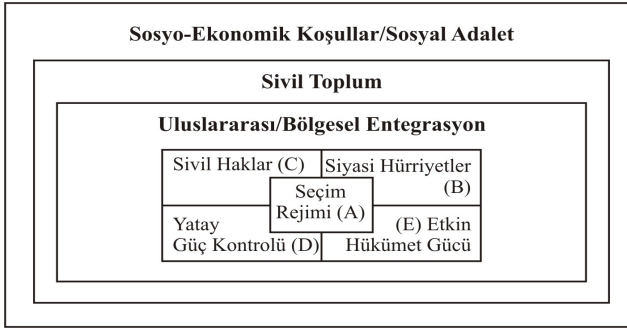 Sosyo-Ekonomik Koşullar/Sosyal Adalet
Sivil Toplum
Uluslararası/Bölgesel Entegrasyon
Sivil Haklar (C)
Siyasi Hürriyetler
(B)
Seçim
Rejimi (A)
Yatay
Güç Kontrolü (D)
(E) Etkin
Hükümet Gücü